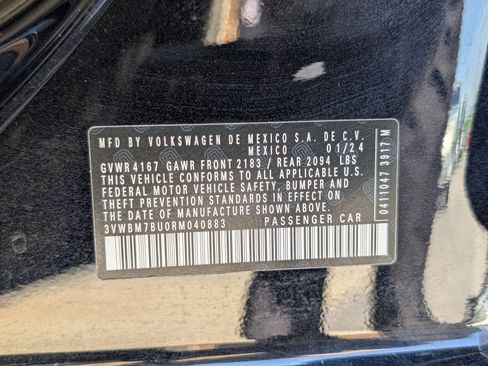 MFD BY VOLKSWAGEN DE MEXICO S.A. DE C.V.
MEXICO 01/24
GVWR 4167 GAWR FRONT 2183 / REAR 2094 LBS
THIS VEHICLE CONFORMS TO ALL APPLICABLE U.S.
FEDERAL MOTOR VEHICLE SAFETY, BUMPER AND
THEFT PREVENTION STANDARDS IN EFFECT ON THE
DATE OF MANUFACTURE SHOWN ABOVE.
3VWBM7BU0RM040883 PASSENGER CAR
0411047 3917 M